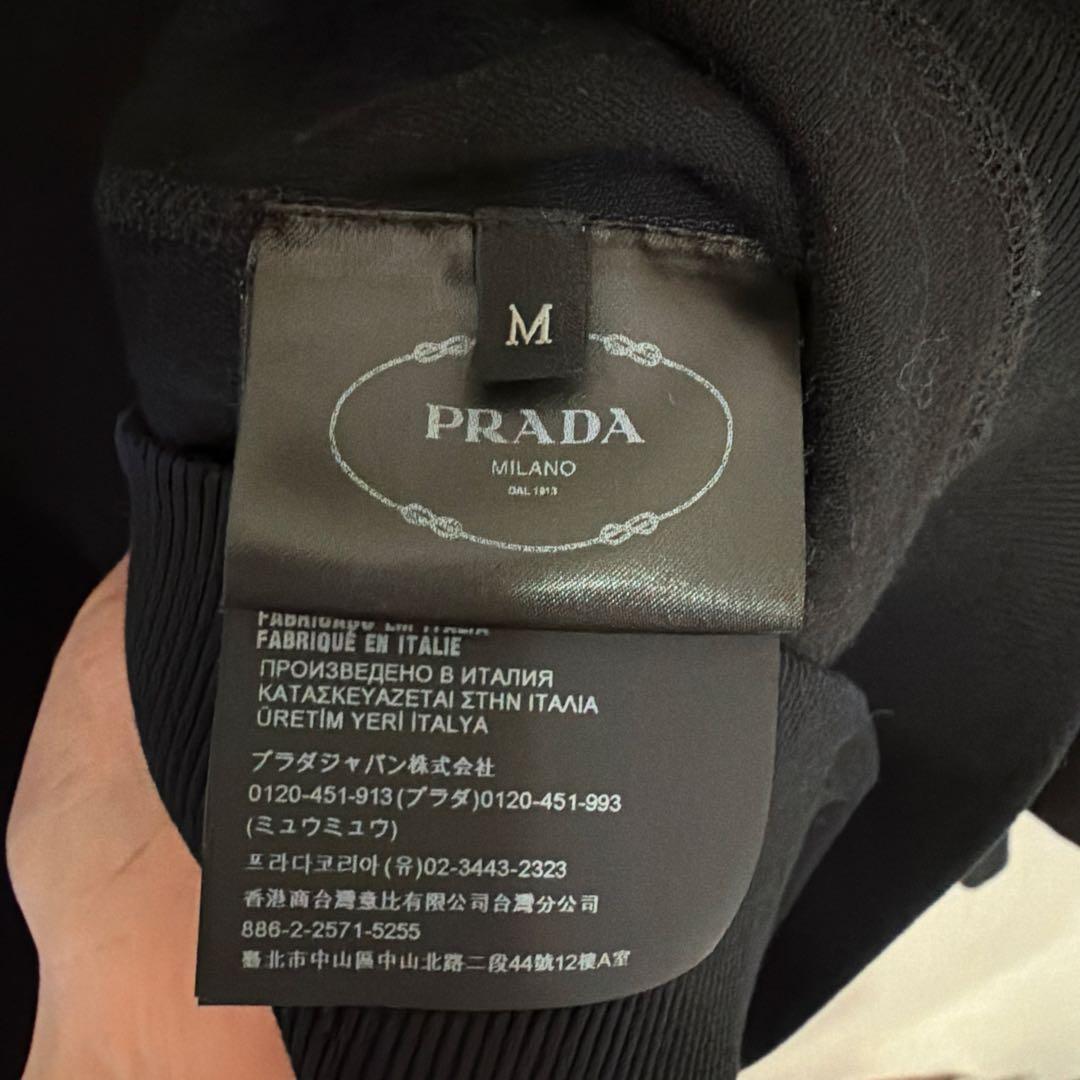 M
PRADA
MILANO
DAL 1913
FABRICADO EM ITALIA
FABRIQUÉ EN ITALIE
ПРОИЗВЕДЕНО В ИТАЛИЯ
ΚΑΤΑΣΚΕΥΑΖΕΤΑΙ ΣΤΗΝ ΙΤΑΛΙΑ
ÜRETİM YERİ İTALYA
プラダジャパン株式会社
0120-451-913(プラダ)0120-451-993
(ミュウミュウ)
프라다코리아(유)02-3443-2323
香港商台灣壹比有限公司台灣分公司
886-2-2571-5255
臺北市中山區中山北路二段44號12樓A室